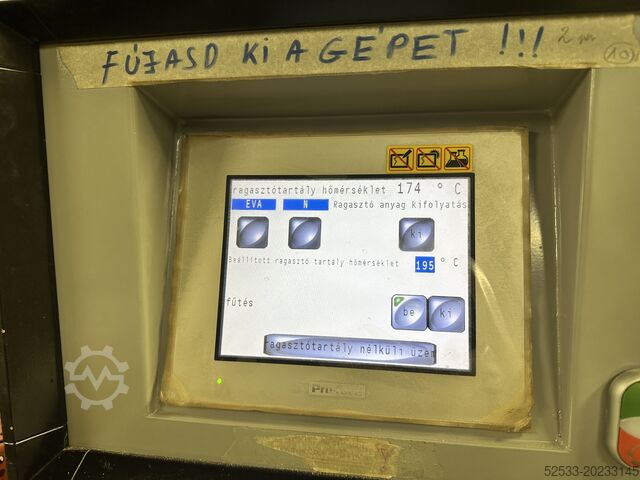 FÚJASD KI A GÉPET !!!
ragasztótartály hőmérséklet 174 °C
EVA N Ragasztó anyag kifolyatás
ki
Beállított ragasztó tartály hőmérséklet 195 °C
fűtés be ki
ragasztótartály nélküli üzem
52533-20233145